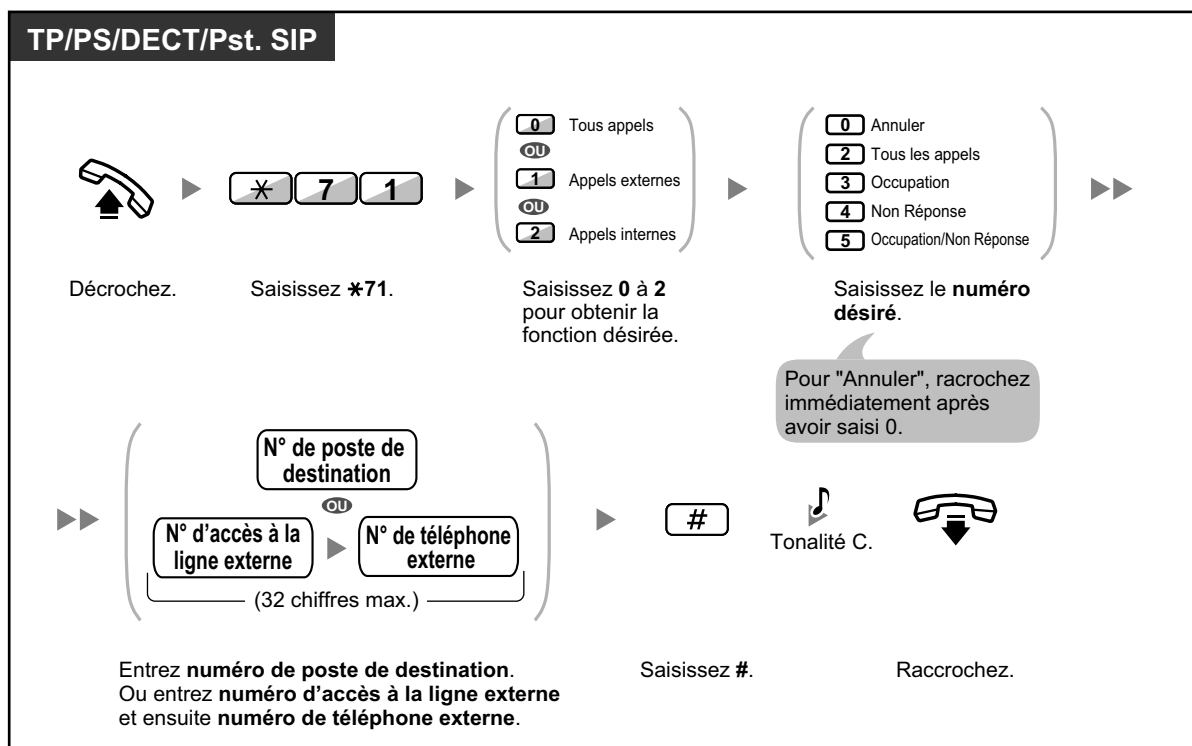 TP/PS/DECT/Pst. SIP
Décrochez.
✳ 7 1
Saisissez ✳71.
0 Tous appels
OU
1 Appels externes
OU
2 Appels internes
Saisissez 0 à 2
pour obtenir la
fonction désirée.
0 Annuler
2 Tous les appels
3 Occupation
4 Non Réponse
5 Occupation/Non Réponse
Saisissez le numéro
désiré.
Pour "Annuler", racrochez
immédiatement après
avoir saisi 0.
N° de poste de
destination
OU
N° d’accès à la
ligne externe
N° de téléphone
externe
(32 chiffres max.)
Entrez numéro de poste de destination.
Ou entrez numéro d’accès à la ligne externe
et ensuite numéro de téléphone externe.
#
Saisissez #.
Tonalité C.
Raccrochez.